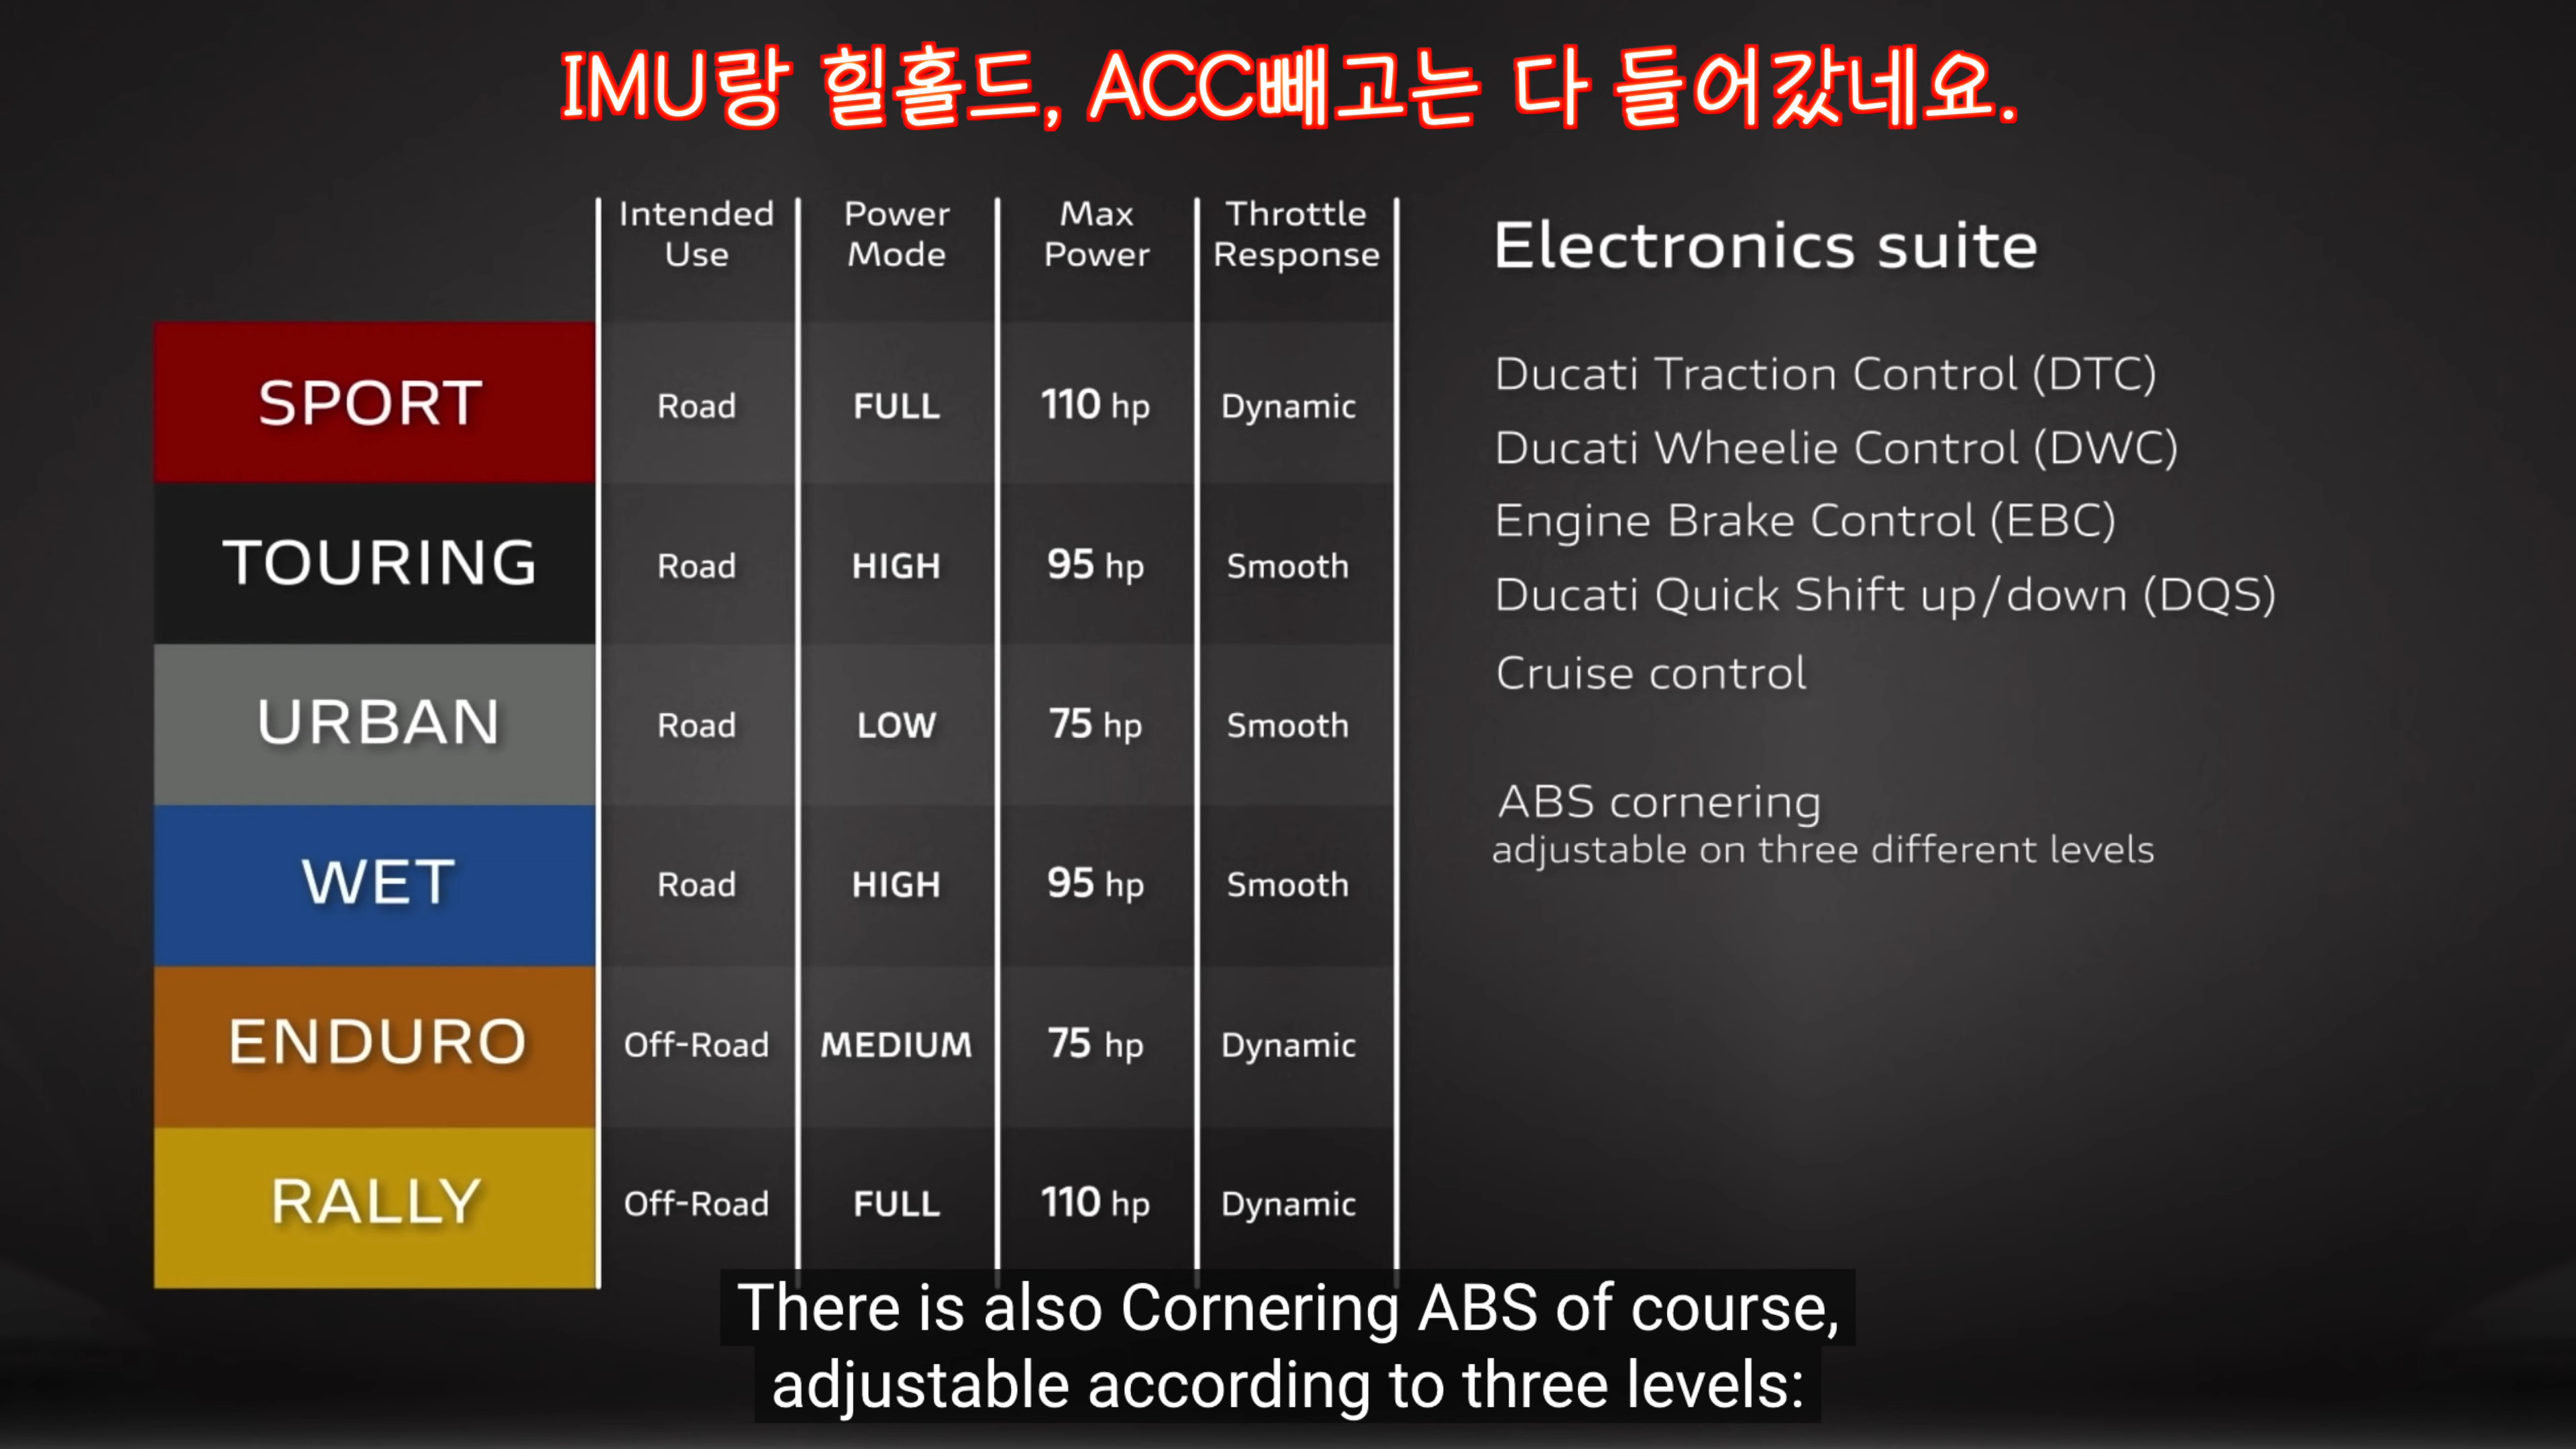 IMU랑 힐홀드, ACC빼고는 다 들어갔네요.
Intended Use
Power Mode
Max Power
Throttle Response
SPORT Road FULL 110 hp Dynamic
TOURING Road HIGH 95 hp Smooth
URBAN Road LOW 75 hp Smooth
WET Road HIGH 95 hp Smooth
ENDURO Off-Road MEDIUM 75 hp Dynamic
RALLY Off-Road FULL 110 hp Dynamic
Electronics suite
Ducati Traction Control (DTC)
Ducati Wheelie Control (DWC)
Engine Brake Control (EBC)
Ducati Quick Shift up/down (DQS)
Cruise control
ABS cornering
adjustable on three different levels
There is also Cornering ABS of course,
adjustable according to three levels: